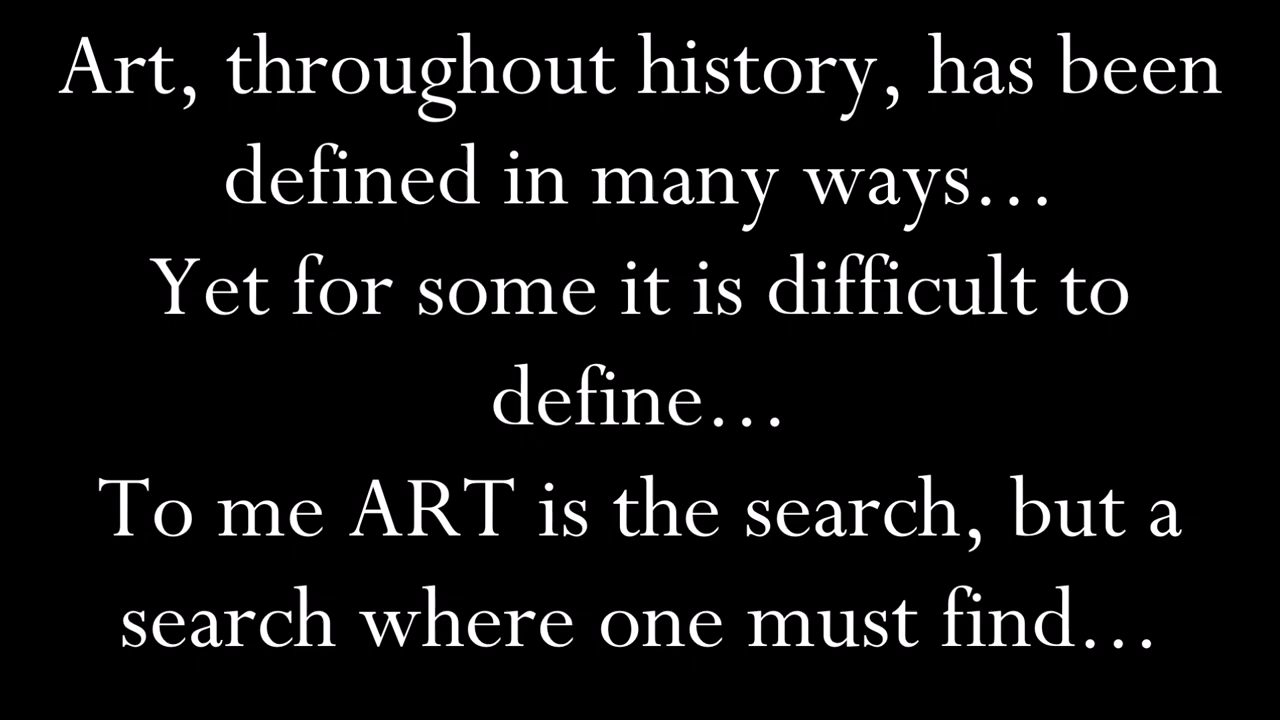 Art, throughout history, has been
defined in many ways...
Yet for some it is difficult to
define...
To me ART is the search, but a
search where one must find...